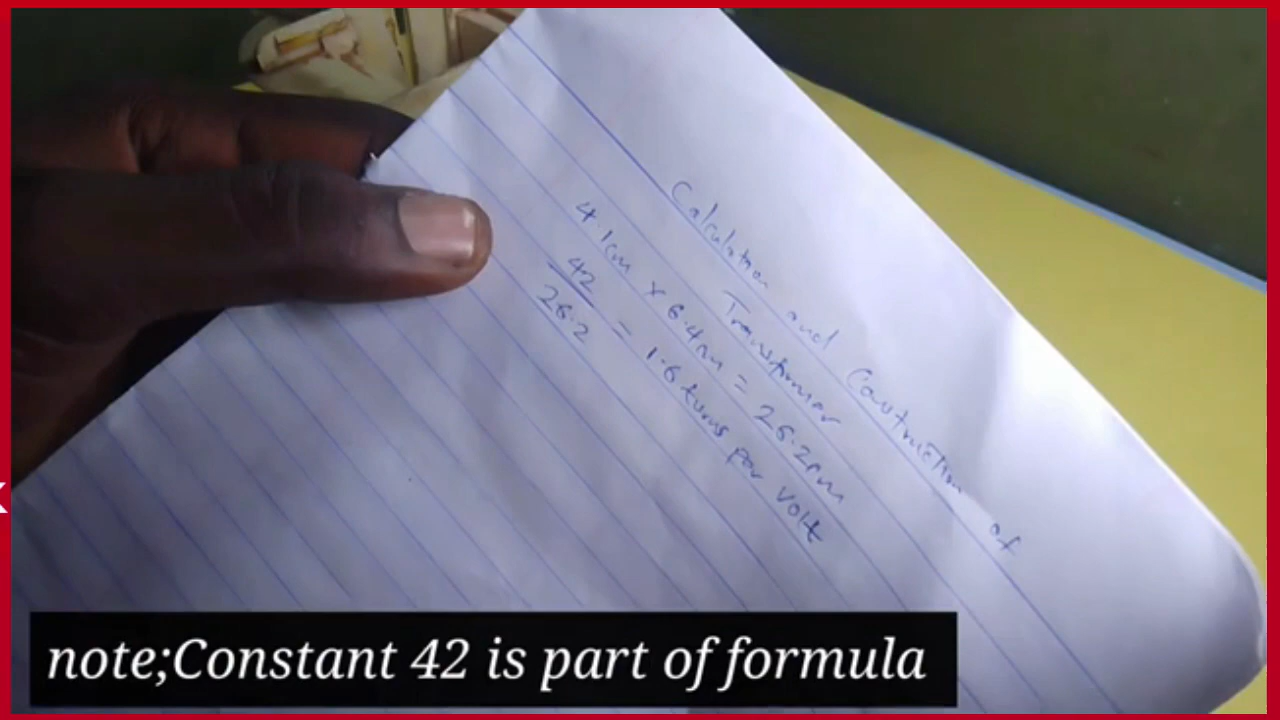 Calculation and Constructiom of
Transformer
4.1cm x 6.4cm = 26.2cm
42
26.2
= 1.6 turns per Volt
note;Constant 42 is part of formula